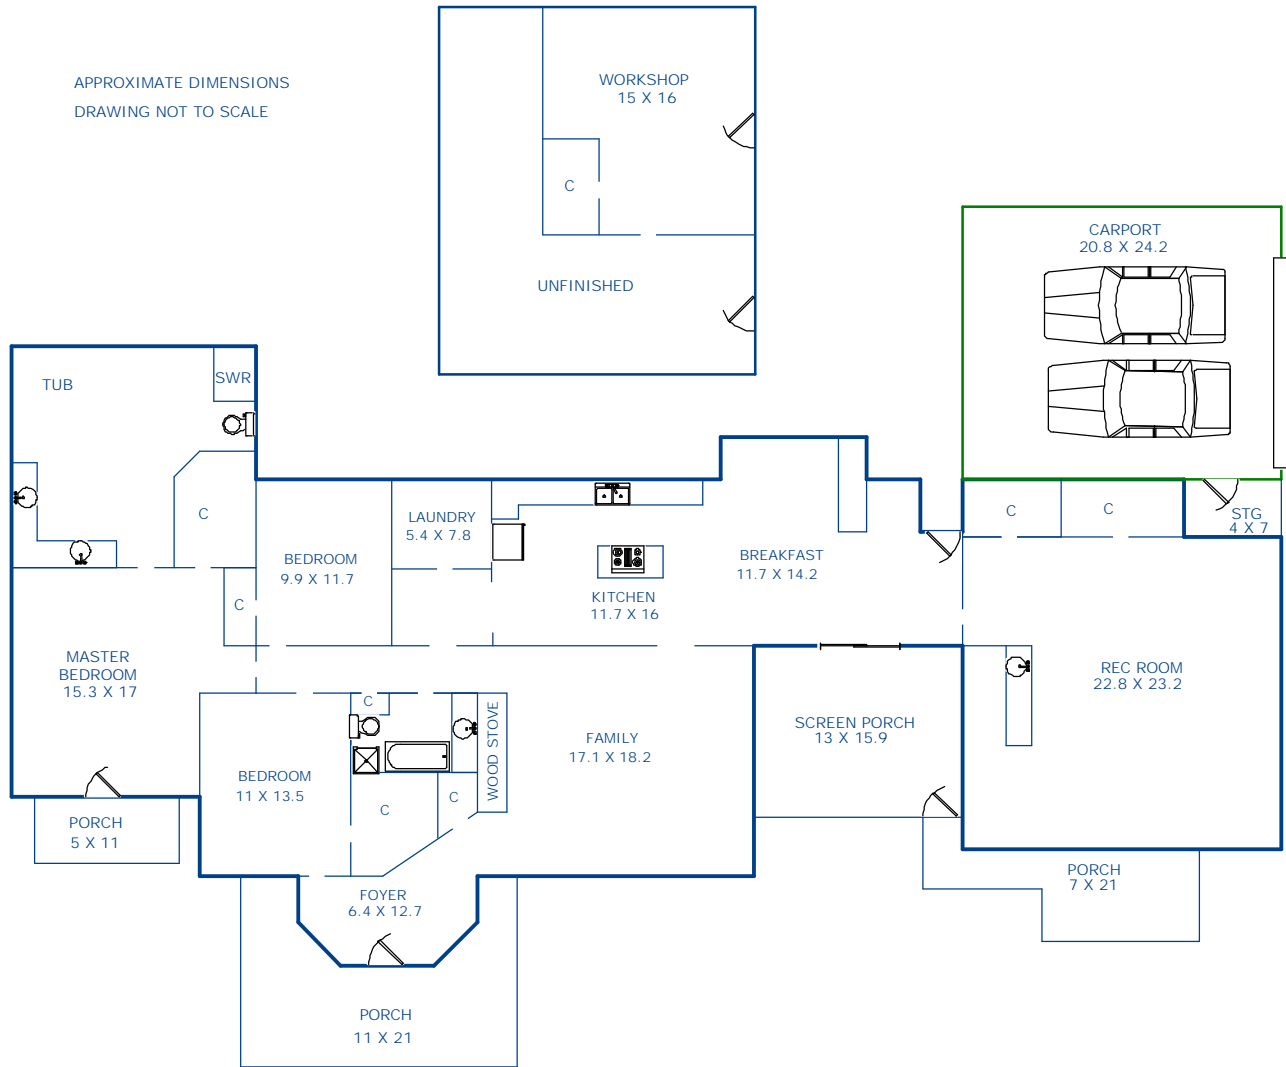 APPROXIMATE DIMENSIONS
DRAWING NOT TO SCALE
WORKSHOP
15 X 16
C
UNFINISHED
CARPORT
20.8 X 24.2
TUB
SWR
C
LAUNDRY
5.4 X 7.8
BEDROOM
9.9 X 11.7
C
KITCHEN
11.7 X 16
BREAKFAST
11.7 X 14.2
C
C
STG
4 X 7
MASTER
BEDROOM
15.3 X 17
REC ROOM
22.8 X 23.2
C
WOOD STOVE
FAMILY
17.1 X 18.2
SCREEN PORCH
13 X 15.9
BEDROOM
11 X 13.5
C
C
PORCH
5 X 11
PORCH
7 X 21
FOYER
6.4 X 12.7
PORCH
11 X 21